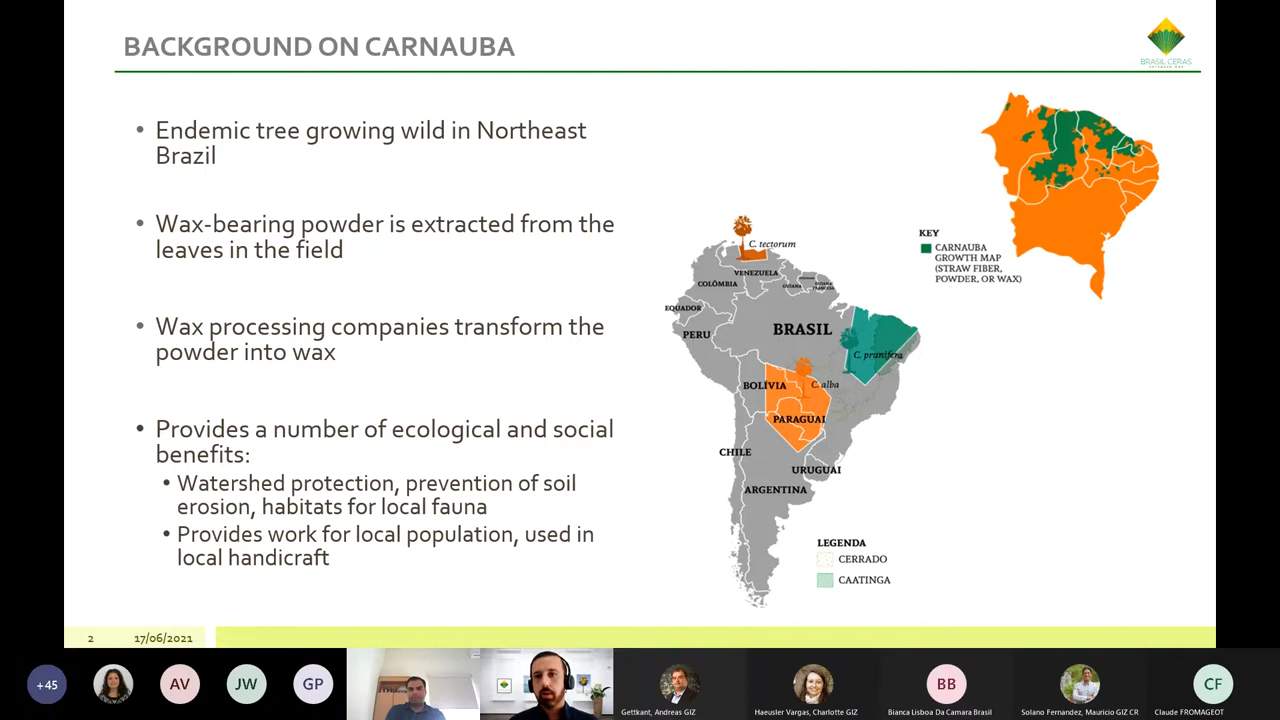 BACKGROUND ON CARNAUBA
BRASIL CERAS
• Endemic tree growing wild in Northeast
Brazil
• Wax-bearing powder is extracted from the
leaves in the field
• Wax processing companies transform the
powder into wax
• Provides a number of ecological and social
benefits:
• Watershed protection, prevention of soil
erosion, habitats for local fauna
• Provides work for local population, used in
local handicraft
KEY
CARNAUBA
GROWTH MAP
(STRAW FIBER,
POWDER, OR WAX)
C. tectorum
VENEZUELA
COLÔMBIA
GUIANA
EQUADOR
PERU
BRASIL
C. prunifera
BOLÍVIA
C. alba
PARAGUAI
CHILE
URUGUAI
ARGENTINA
LEGENDA
CERRADO
CAATINGA
2
17/06/2021
+45
AV
JW
GP
Gettkant, Andreas GIZ
Haeusler Vargas, Charlotte GIZ
BB
Bianca Lisboa Da Camara Brasil
Solano Fernandez, Mauricio GIZ CR
CF
Claude FROMAGEOT